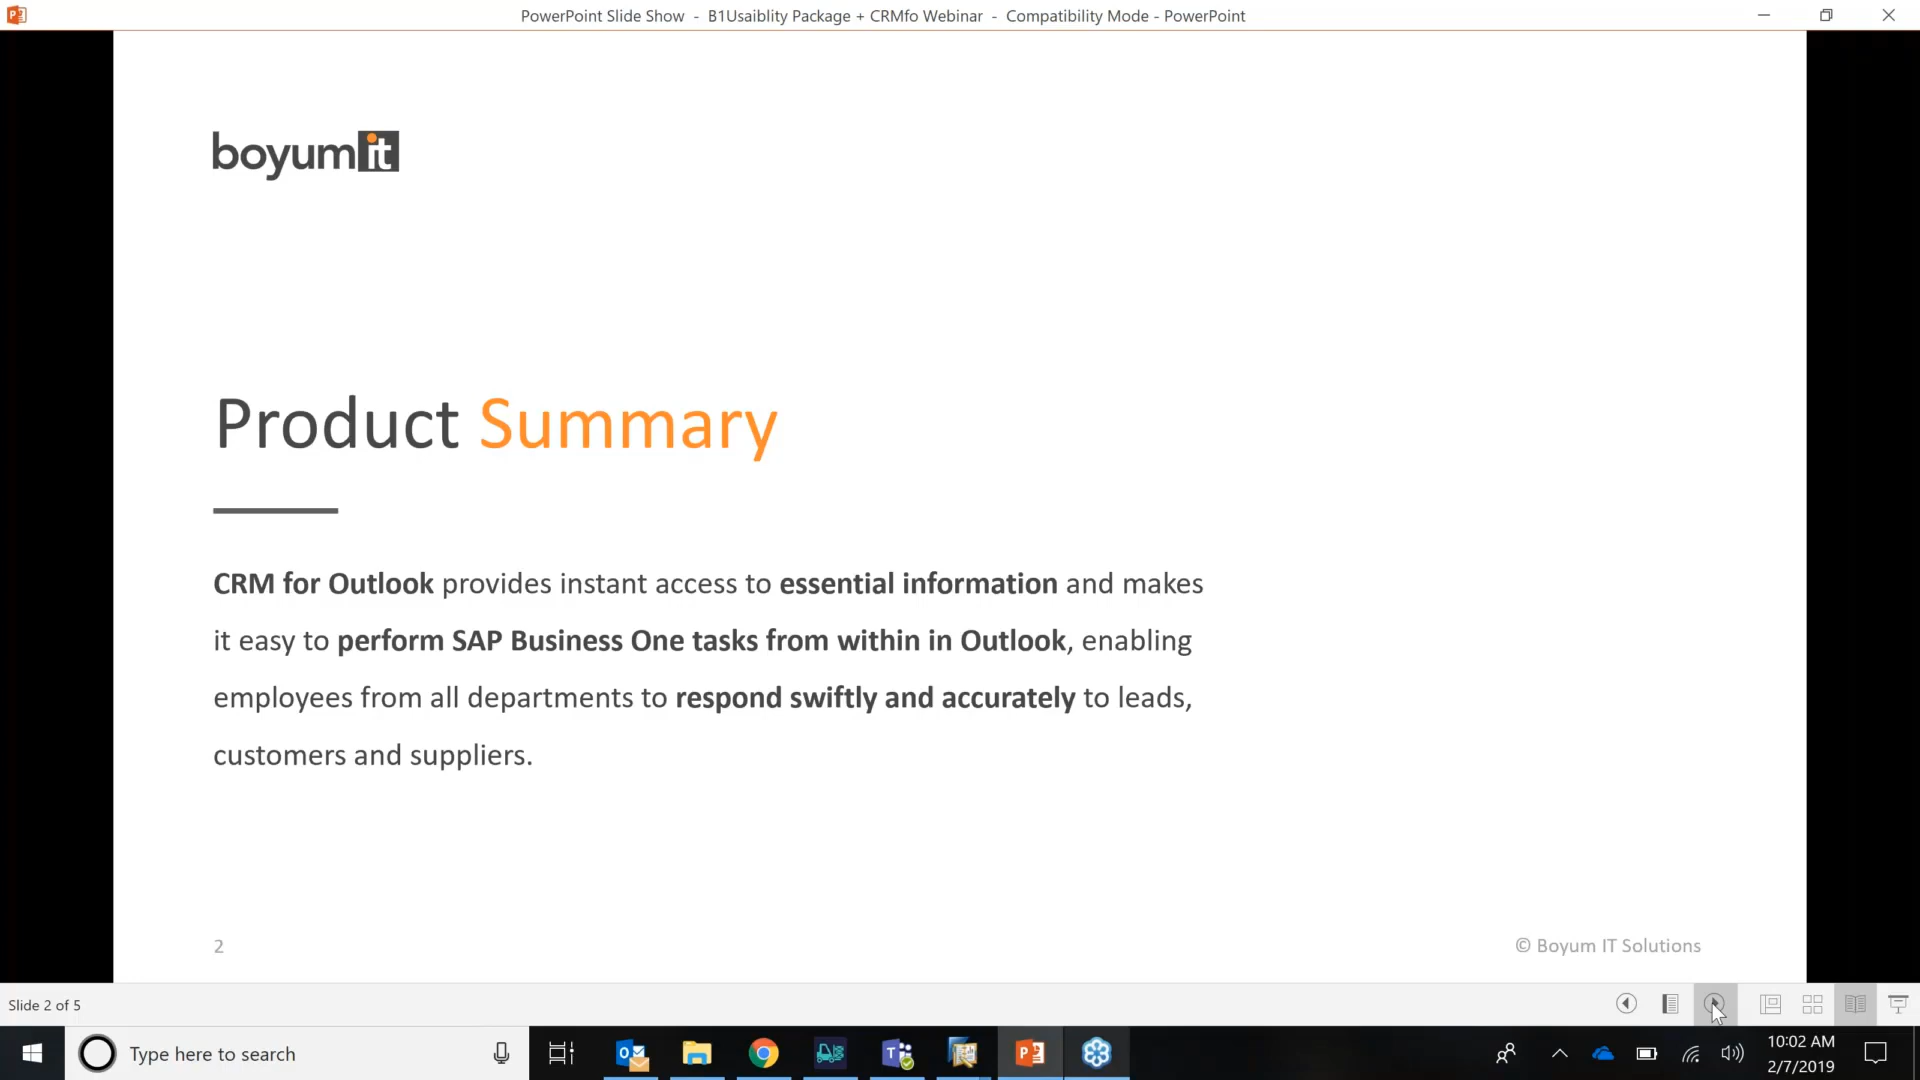 PowerPoint Slide Show - B1Usaiblity Package + CRMfo Webinar - Compatibility Mode - PowerPoint
boyumit
Product Summary
CRM for Outlook provides instant access to essential information and makes
it easy to perform SAP Business One tasks from within in Outlook, enabling
employees from all departments to respond swiftly and accurately to leads,
customers and suppliers.
2
© Boyum IT Solutions
Slide 2 of 5
Type here to search
10:02 AM
2/7/2019